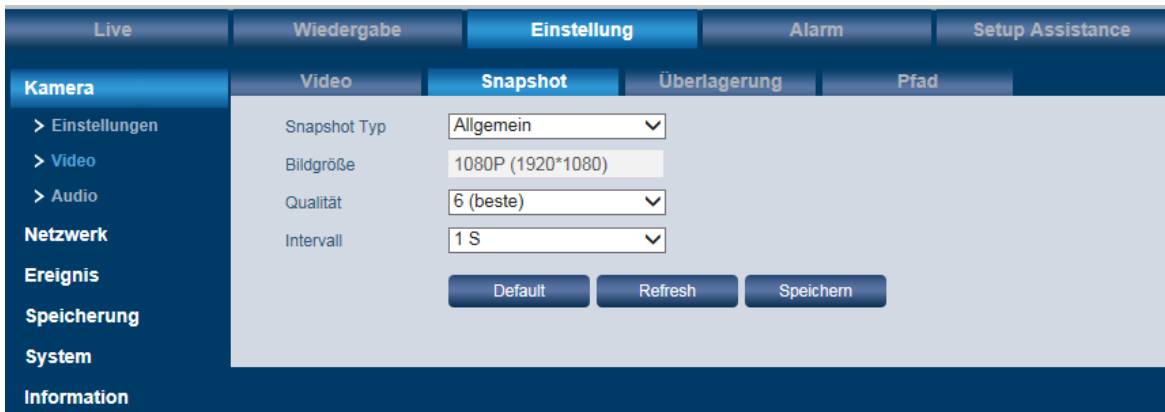 Live Wiedergabe Einstellung Alarm Setup Assistance
Kamera Video Snapshot Überlagerung Pfad
> Einstellungen Snapshot Typ Allgemein
> Video Bildgröße 1080P (1920*1080)
> Audio Qualität 6 (beste)
Netzwerk Intervall 1 S
Ereignis Default Refresh Speichern
Speicherung
System
Information